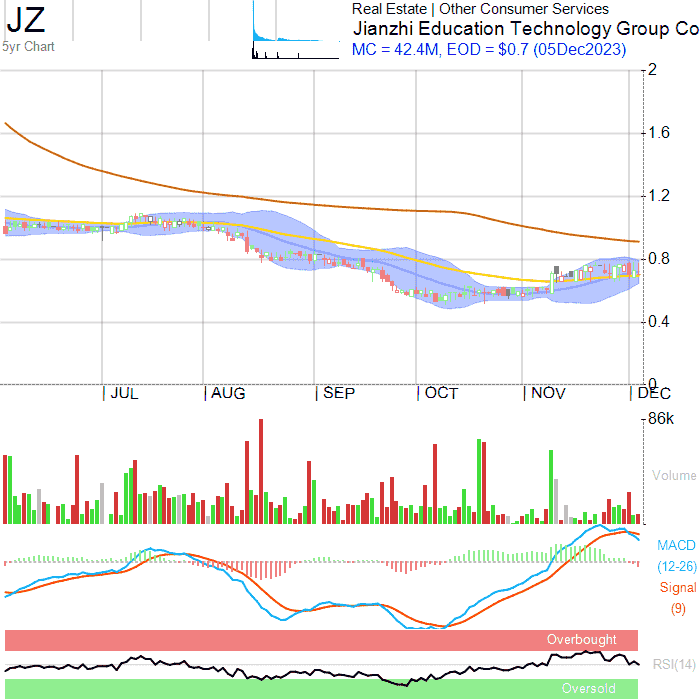 JZ
5yr Chart
Real Estate | Other Consumer Services
Jianzhi Education Technology Group Co
MC = 42.4M, EOD = $0.7 (05Dec2023)
2
1.6
1.2
0.8
0.4
0
JUL AUG SEP OCT NOV DEC
86k
Volume
MACD
(12-26)
Signal
(9)
Overbought
RSI(14)
Oversold